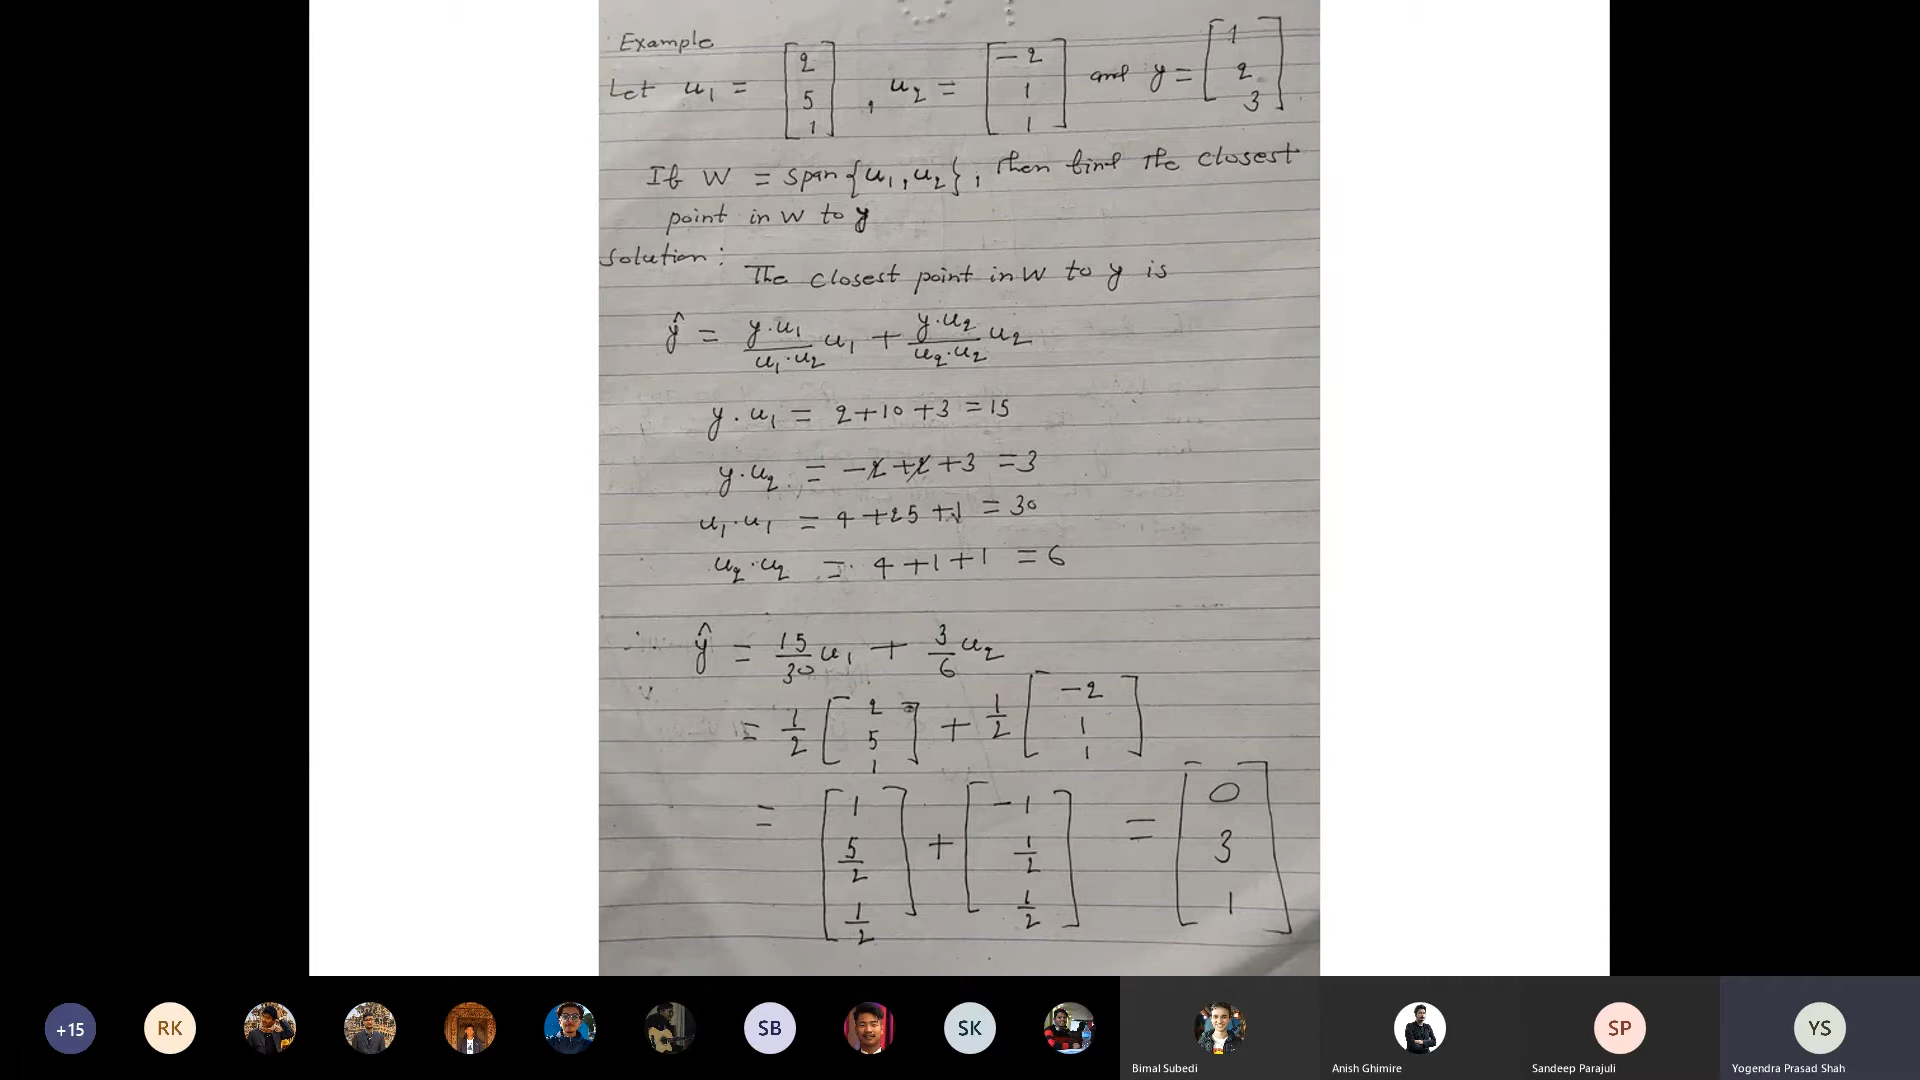 Example
Let u₁ = [2 5 1], u₂ = [-2 1 1] and y = [1 2 3]
If W = span{u₁, u₂}, then find the closest
point in W to y
Solution:
The closest point in W to y is
ŷ = y·u₁/u₁·u₂ u₁ + y·u₂/u₂·u₂ u₂
y·u₁ = 2+10+3 = 15
y·u₂ = -2+2+3 = 3
u₁·u₁ = 4+25+1 = 30
u₂·u₂ = 4+1+1 = 6
∴ ŷ = 15/30 u₁ + 3/6 u₂
= 1/2 [2 5 1] + 1/2 [-2 1 1]
= [1 5/2 1/2] + [-1 1/2 1/2] = [0 3 1]
+15 RK SB SK SP YS
Bimal Subedi Anish Ghimire Sandeep Parajuli Yogendra Prasad Shah